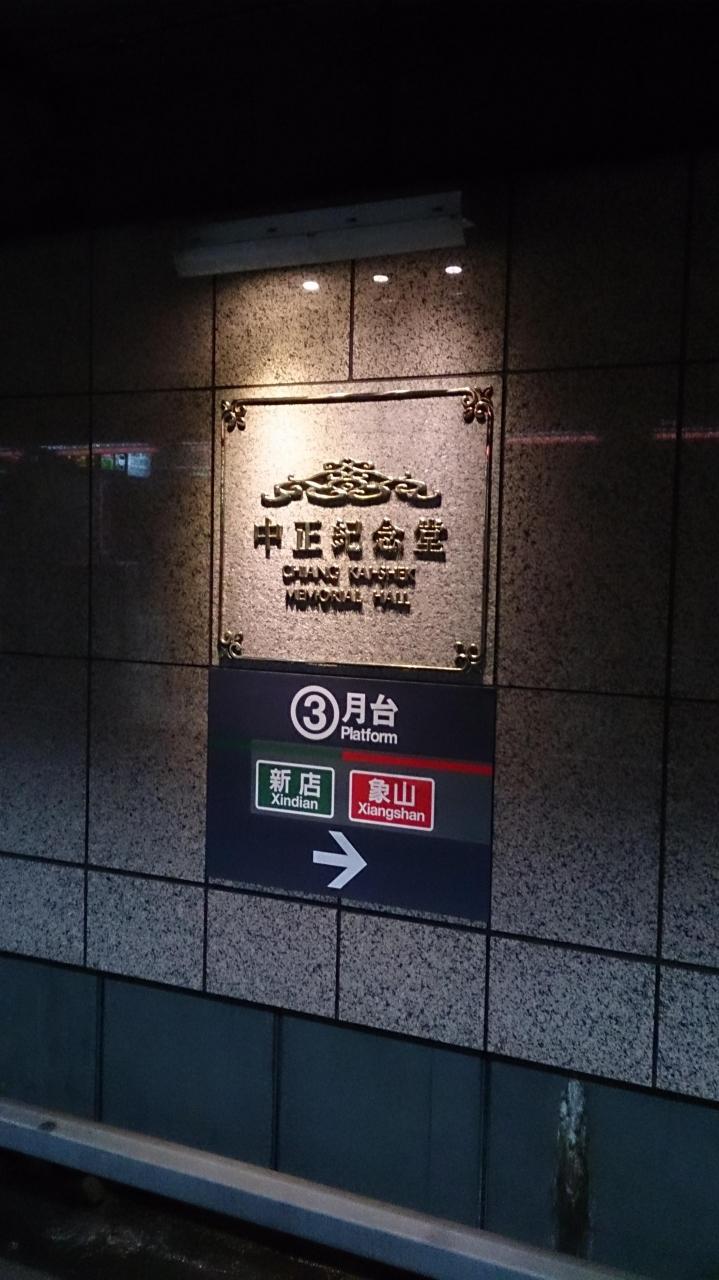 中正紀念堂
CHIANG KAI-SHEK
MEMORIAL HALL
③月台
Platform
新店 象山
Xindian Xiangshan